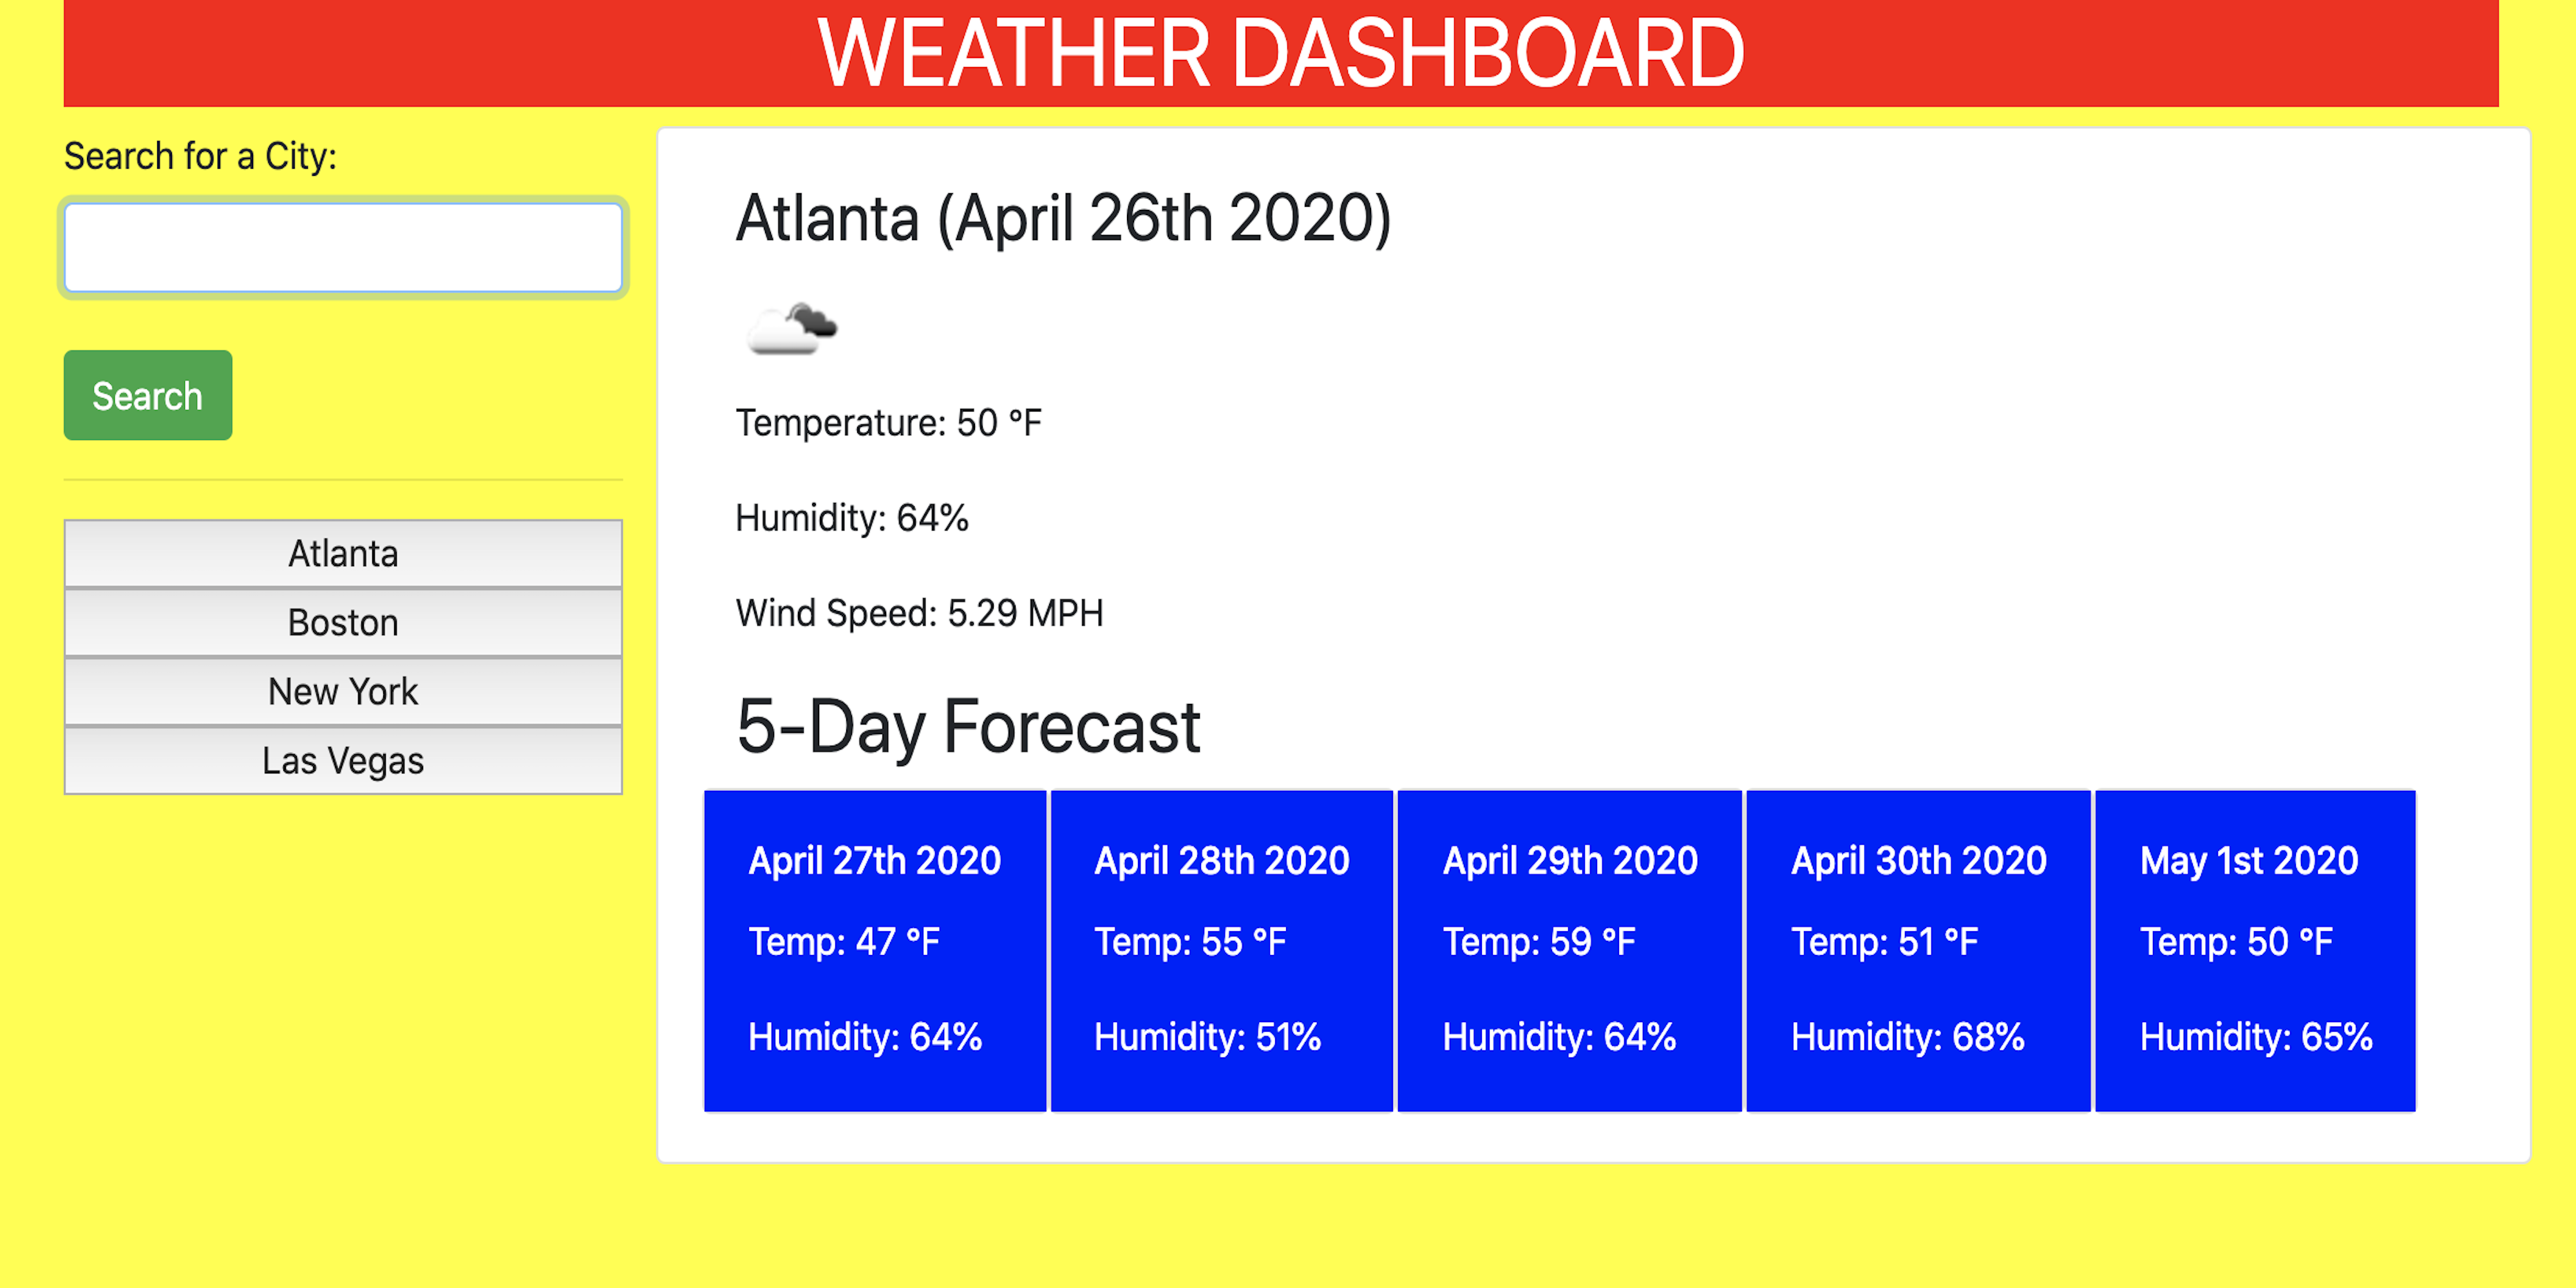 WEATHER DASHBOARD
Search for a City:
Search
Atlanta
Boston
New York
Las Vegas
Atlanta (April 26th 2020)
Temperature: 50 °F
Humidity: 64%
Wind Speed: 5.29 MPH
5-Day Forecast
April 27th 2020
Temp: 47 °F
Humidity: 64%
April 28th 2020
Temp: 55 °F
Humidity: 51%
April 29th 2020
Temp: 59 °F
Humidity: 64%
April 30th 2020
Temp: 51 °F
Humidity: 68%
May 1st 2020
Temp: 50 °F
Humidity: 65%